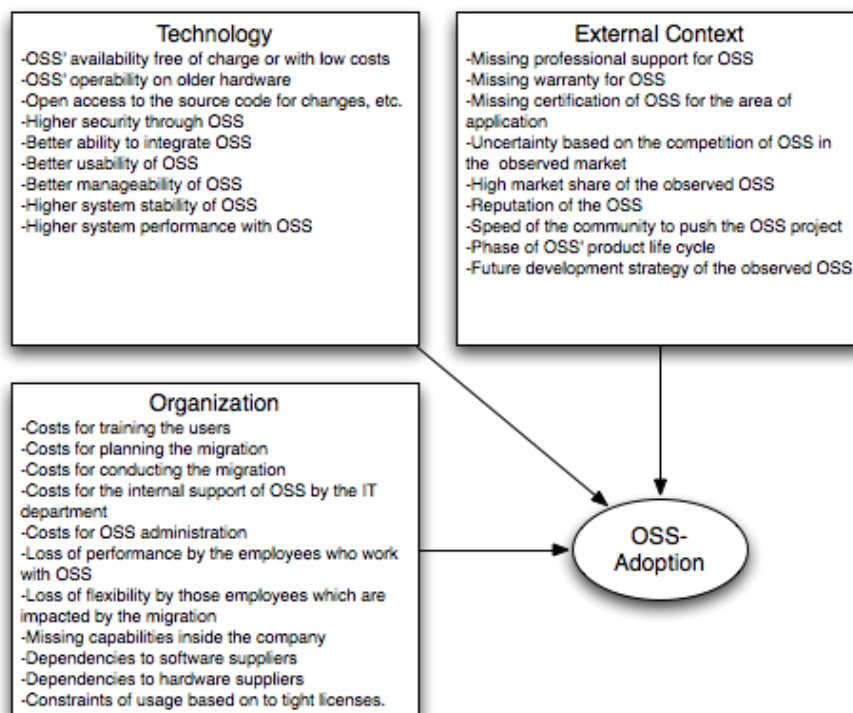 Technology
-OSS' availability free of charge or with low costs
-OSS' operability on older hardware
-Open access to the source code for changes, etc.
-Higher security through OSS
-Better ability to integrate OSS
-Better usability of OSS
-Better manageability of OSS
-Higher system stability of OSS
-Higher system performance with OSS
External Context
-Missing professional support for OSS
-Missing warranty for OSS
-Missing certification of OSS for the area of
application
-Uncertainty based on the competition of OSS in
the observed market
-High market share of the observed OSS
-Reputation of the OSS
-Speed of the community to push the OSS project
-Phase of OSS' product life cycle
-Future development strategy of the observed OSS
Organization
-Costs for training the users
-Costs for planning the migration
-Costs for conducting the migration
-Costs for the internal support of OSS by the IT
department
-Costs for OSS administration
-Loss of performance by the employees who work
with OSS
-Loss of flexibility by those employees which are
impacted by the migration
-Missing capabilities inside the company
-Dependencies to software suppliers
-Dependencies to hardware suppliers
-Constraints of usage based on to tight licenses.
OSS-
Adoption